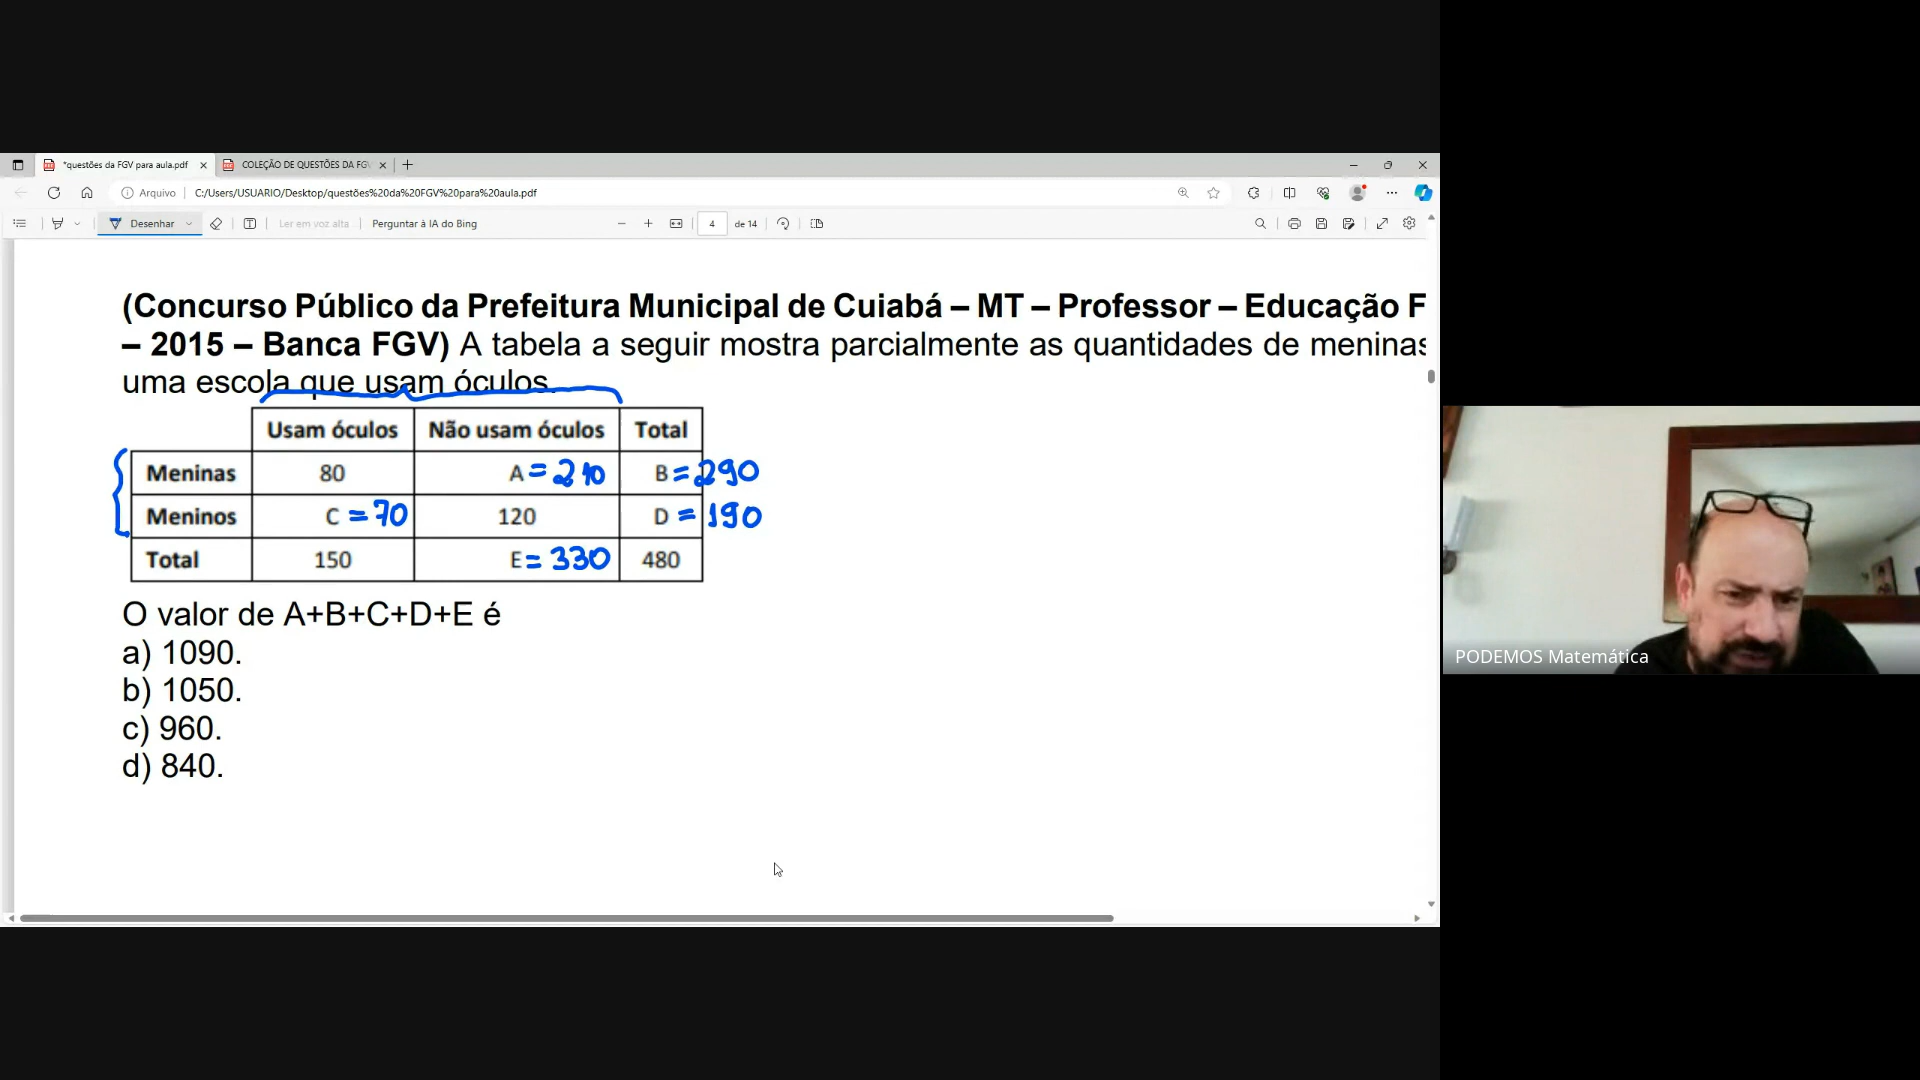 *questões da FGV para aula.pdf
COLEÇÃO DE QUESTÕES DA FGV
Arquivo
C:/Users/USUARIO/Desktop/questões%20da%20FGV%20para%20aula.pdf
Desenhar
Ler em voz alta
Perguntar à IA do Bing
4
de 14
(Concurso Público da Prefeitura Municipal de Cuiabá – MT – Professor – Educação F
– 2015 – Banca FGV) A tabela a seguir mostra parcialmente as quantidades de meninas
uma escola que usam óculos.
Usam óculos Não usam óculos Total
Meninas 80 A = 210 B = 290
Meninos C = 70 120 D = 190
Total 150 E = 330 480
O valor de A+B+C+D+E é
a) 1090.
b) 1050.
c) 960.
d) 840.
PODEMOS Matemática